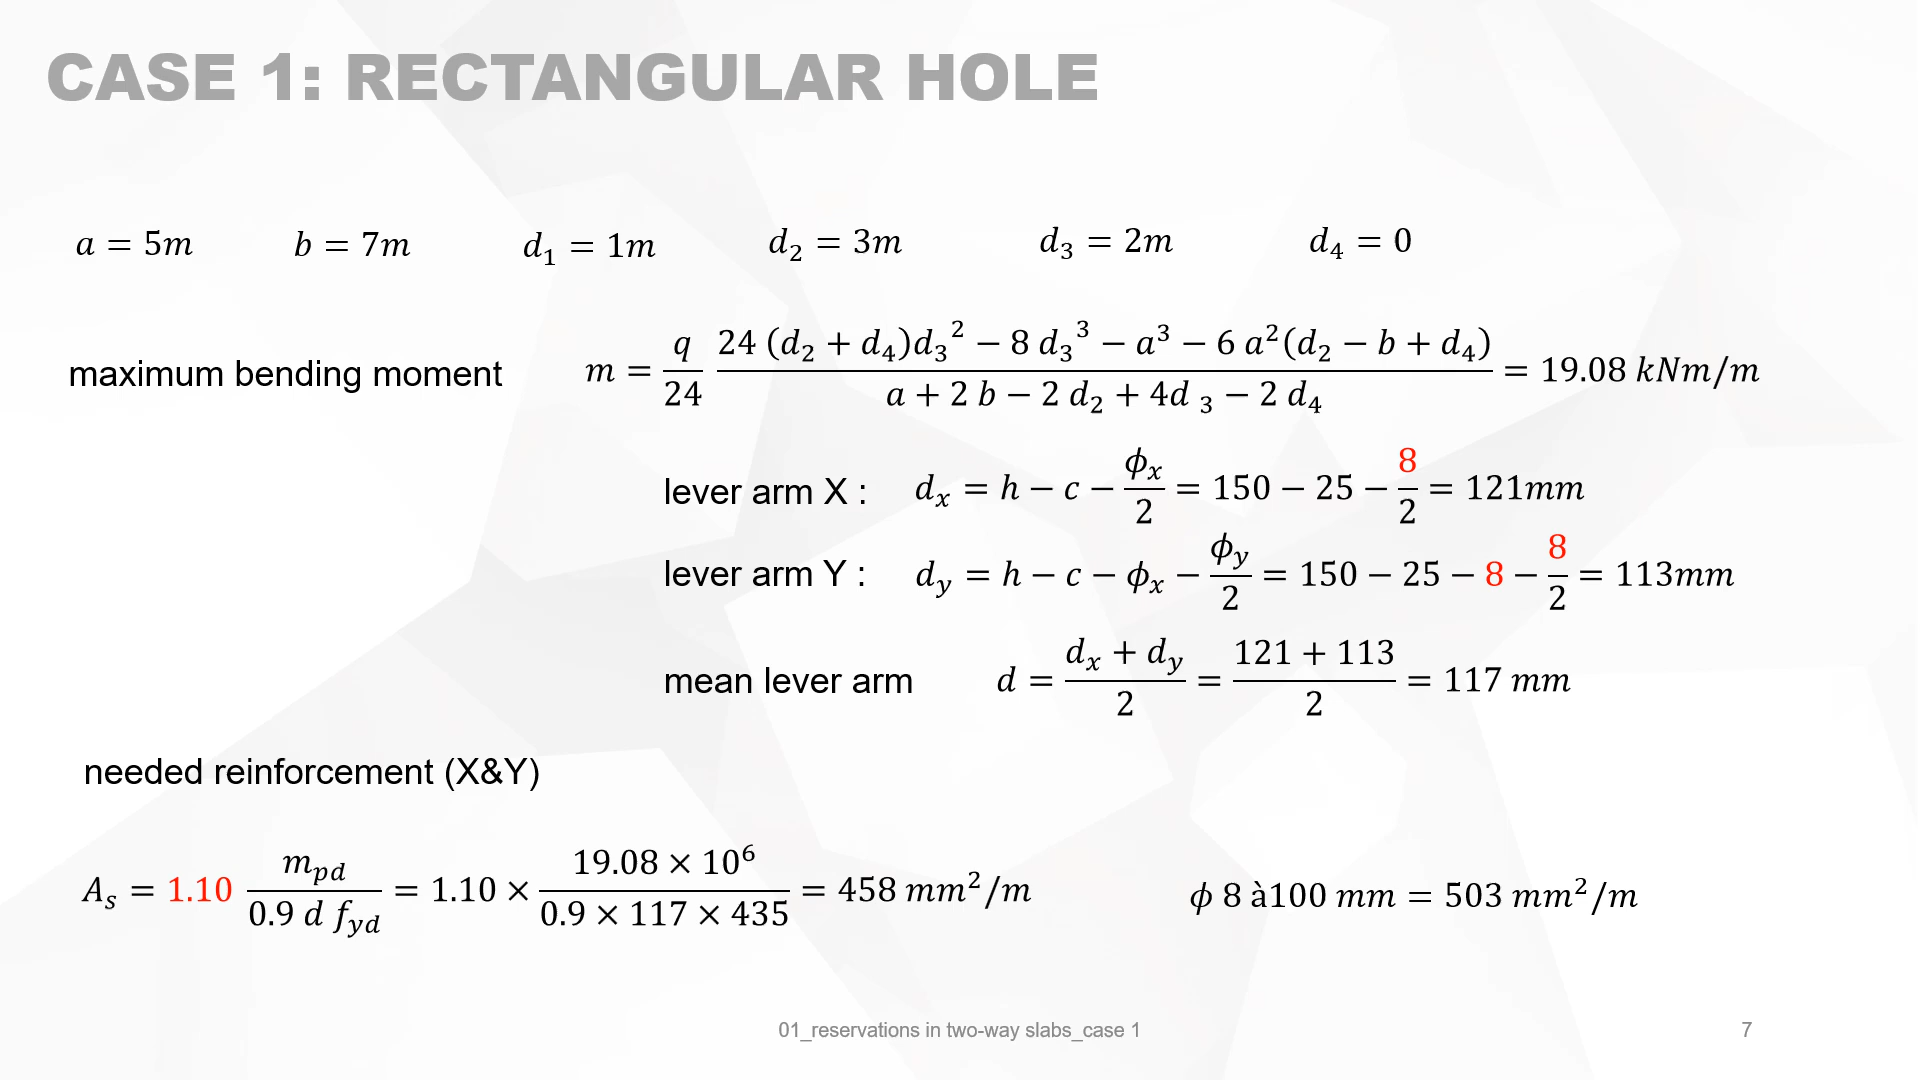 CASE 1: RECTANGULAR HOLE
a = 5m b = 7m d₁ = 1m d₂ = 3m d₃ = 2m d₄ = 0
maximum bending moment m = q/24 (24 (d₂ + d₄)d₃² − 8 d₃³ − a³ − 6 a²(d₂ − b + d₄))/(a + 2 b − 2 d₂ + 4d ₃ − 2 d₄) = 19.08 kNm/m
lever arm X : dₓ = h − c − ϕₓ/2 = 150 − 25 − 8/2 = 121mm
lever arm Y : d_y = h − c − ϕₓ − ϕ_y/2 = 150 − 25 − 8 − 8/2 = 113mm
mean lever arm d = (dₓ + d_y)/2 = (121 + 113)/2 = 117 mm
needed reinforcement (X&Y)
Aₛ = 1.10 m_pd/(0.9 d f_yd) = 1.10 × (19.08 × 10⁶)/(0.9 × 117 × 435) = 458 mm²/m ϕ 8 à100 mm = 503 mm²/m
01_reservations in two-way slabs_case 1 7